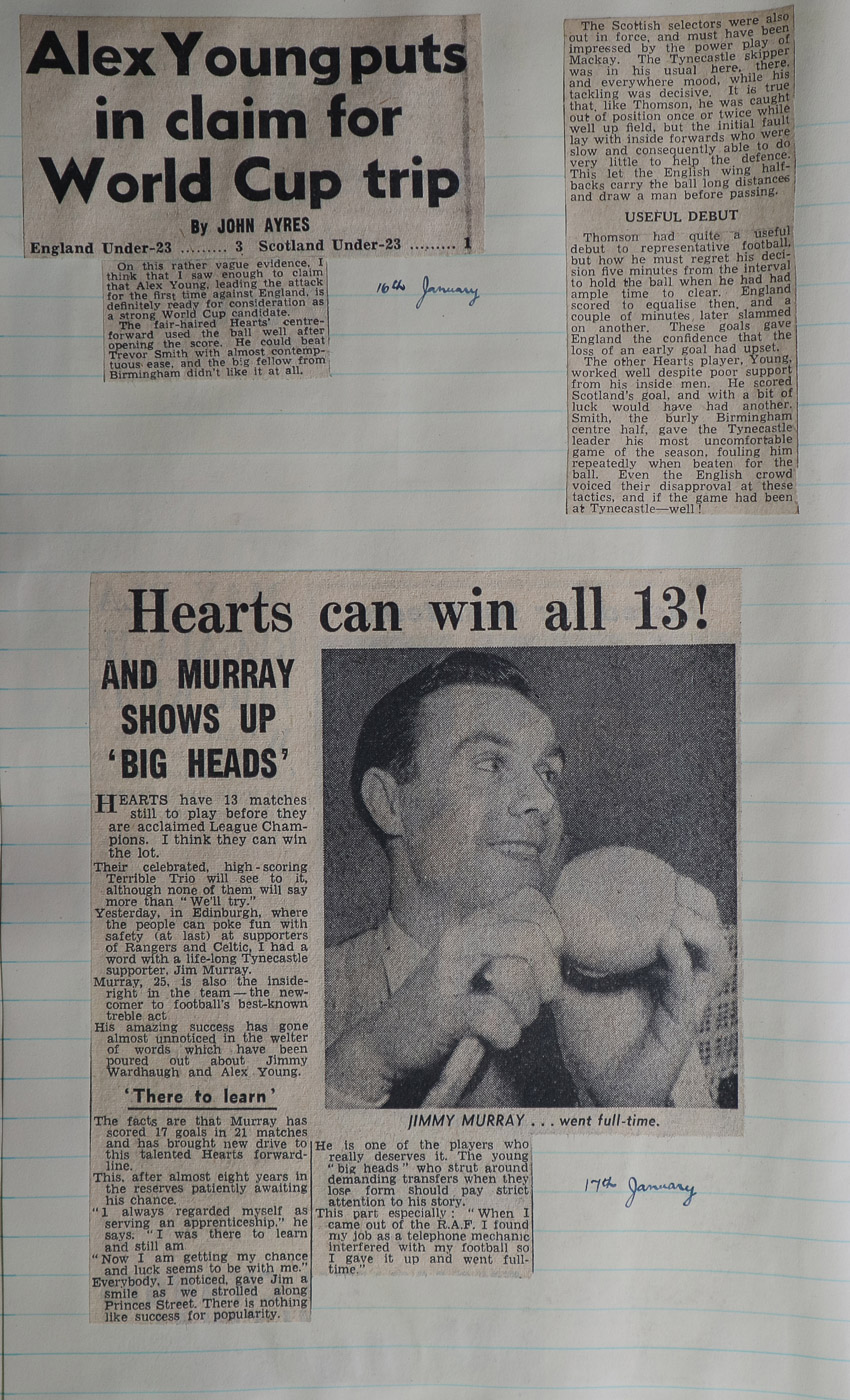 Alex Young puts
in claim for
World Cup trip
By JOHN AYRES
England Under-23 ......... 3 Scotland Under-23 ......... 1
On this rather vague evidence, I
think that I saw enough to claim
that Alex Young, leading the attack
for the first time against England, is
definitely ready for consideration as
a strong World Cup candidate.
The fair-haired Hearts' centre-
forward used the ball well after
opening the score. He could beat
Trevor Smith with almost contemp-
tuous ease, and the big fellow from
Birmingham didn't like it at all.
16th January
The Scottish selectors were also
out in force, and must have been
impressed by the power play of
Mackay. The Tynecastle skipper
was in his usual here, there,
and everywhere mood, while his
tackling was decisive. It is true
that, like Thomson, he was caught
out of position once or twice while
well up field, but the initial fault
lay with inside forwards who were
slow and consequently able to do
very little to help the defence.
This let the English wing half-
backs carry the ball long distances
and draw a man before passing.
USEFUL DEBUT
Thomson had quite a useful
debut to representative football,
but how he must regret his deci-
sion five minutes from the interval
to hold the ball when he had had
ample time to clear. England
scored to equalise then, and a
couple of minutes later slammed
on another. These goals gave
England the confidence that the
loss of an early goal had upset.
The other Hearts player, Young,
worked well despite poor support
from his inside men. He scored
Scotland's goal, and with a bit of
luck would have had another.
Smith, the burly Birmingham
centre half, gave the Tynecastle
leader his most uncomfortable
game of the season, fouling him
repeatedly when beaten for the
ball. Even the English crowd
voiced their disapproval at these
tactics, and if the game had been
at Tynecastle—well!
Hearts can win all 13!
AND MURRAY
SHOWS UP
'BIG HEADS'
HEARTS have 13 matches
still to play before they
are acclaimed League Cham-
pions. I think they can win
the lot.
Their celebrated, high-scoring
Terrible Trio will see to it,
although none of them will say
more than "We'll try."
Yesterday, in Edinburgh, where
the people can poke fun with
safety (at last) at supporters
of Rangers and Celtic, I had a
word with a life-long Tynecastle
supporter, Jim Murray.
Murray, 25, is also the inside-
right in the team—the new-
comer to football's best-known
treble act.
His amazing success has gone
almost unnoticed in the welter
of words which have been
poured out about Jimmy
Wardhaugh and Alex Young.
'There to learn'
The facts are that Murray has
scored 17 goals in 21 matches
and has brought new drive to
this talented Hearts forward-
line.
This, after almost eight years in
the reserves patiently awaiting
his chance.
"I always regarded myself as
serving an apprenticeship," he
says. "I was there to learn
and still am
"Now I am getting my chance
and luck seems to be with me."
Everybody, I noticed, gave Jim a
smile as we strolled along
Princes Street. There is nothing
like success for popularity.
JIMMY MURRAY . . . went full-time.
He is one of the players who
really deserves it. The young
"big heads" who strut around
demanding transfers when they
lose form should pay strict
attention to his story.
This part especially: "When I
came out of the R.A.F. I found
my job as a telephone mechanic
interfered with my football so
I gave it up and went full-
time."
17th January